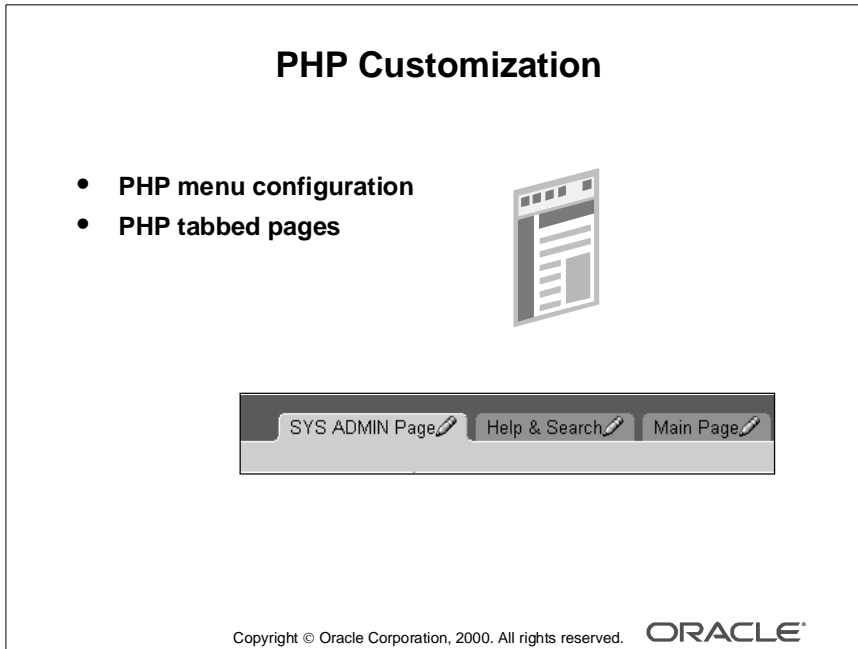 PHP Customization
• PHP menu configuration
• PHP tabbed pages
SYS ADMIN Page Help & Search Main Page
Copyright © Oracle Corporation, 2000. All rights reserved. ORACLE®